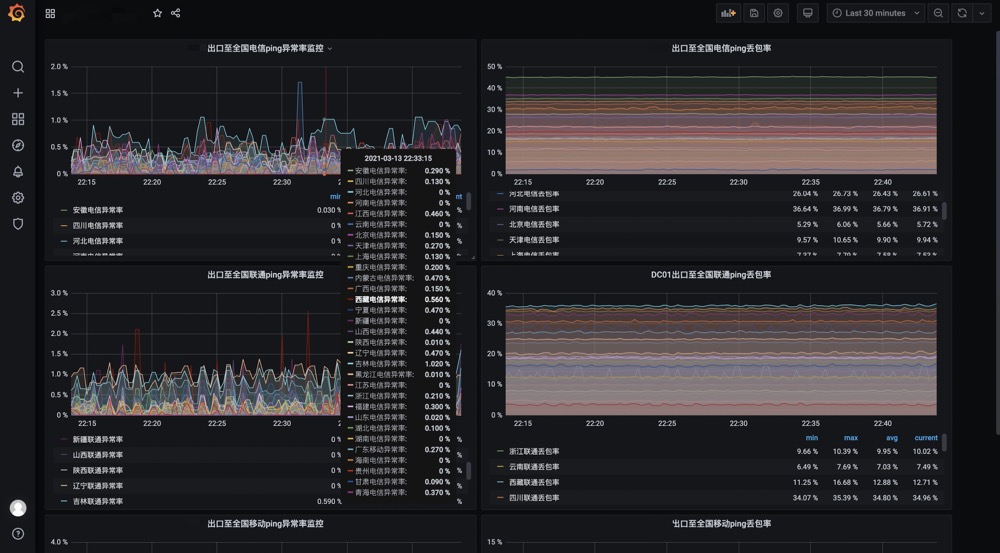 Last 30 minutes
出口至全国电信ping异常率监控
2.0 %
1.5 %
1.0 %
0.5 %
0 %
22:15
22:20
22:25
22:30
min
安徽电信异常率
0.030 %
四川电信异常率
0 %
河北电信异常率
0 %
出口至全国电信ping丢包率
50 %
40 %
30 %
20 %
10 %
0 %
22:15
22:20
22:25
22:30
22:35
22:40
河北电信丢包率 26.04 % 26.73 % 26.43 % 26.61 %
河南电信丢包率 36.64 % 36.99 % 36.79 % 36.91 %
北京电信丢包率 5.29 % 6.06 % 5.66 % 5.72 %
天津电信丢包率 9.57 % 10.65 % 9.90 % 9.94 %
上海电信丢包率 7.37 % 7.79 % 7.58 % 7.53 %
2021-03-13 22:33:15
安徽电信异常率: 0.290 %
四川电信异常率: 0.130 %
河北电信异常率: 0 %
河南电信异常率: 0 %
江西电信异常率: 0.460 %
云南电信异常率: 0 %
北京电信异常率: 0.150 %
天津电信异常率: 0.270 %
上海电信异常率: 0.130 %
重庆电信异常率: 0.200 %
内蒙古电信异常率: 0.470 %
广西电信异常率: 0.150 %
西藏电信异常率: 0.560 %
宁夏电信异常率: 0.470 %
新疆电信异常率: 0 %
山西电信异常率: 0.440 %
陕西电信异常率: 0.010 %
辽宁电信异常率: 0.470 %
吉林电信异常率: 1.020 %
黑龙江电信异常率: 0.010 %
江苏电信异常率: 0 %
浙江电信异常率: 0.210 %
福建电信异常率: 0.300 %
山东电信异常率: 0.020 %
湖北电信异常率: 0.100 %
湖南电信异常率: 0 %
广东移动异常率: 0.270 %
海南电信异常率: 0 %
贵州电信异常率: 0 %
甘肃电信异常率: 0.090 %
青海电信异常率: 0.370 %
出口至全国联通ping异常率监控
3.0 %
2.5 %
2.0 %
1.5 %
1.0 %
0.5 %
0 %
22:15
22:20
22:25
22:30
新疆联通异常率 0 %
山西联通异常率 0 %
陕西联通异常率 0 %
辽宁联通异常率 0 %
吉林联通异常率 0.590 %
DC01出口至全国联通ping丢包率
40 %
30 %
20 %
10 %
0 %
22:15
22:20
22:25
22:30
22:35
22:40
min max avg current
浙江联通丢包率 9.66 % 10.39 % 9.95 % 10.02 %
云南联通丢包率 6.49 % 7.69 % 7.03 % 7.49 %
西藏联通丢包率 11.25 % 16.68 % 12.88 % 12.71 %
四川联通丢包率 34.07 % 35.39 % 34.80 % 34.96 %
出口至全国移动ping异常率监控
4.0 %
出口至全国移动ping丢包率
15 %